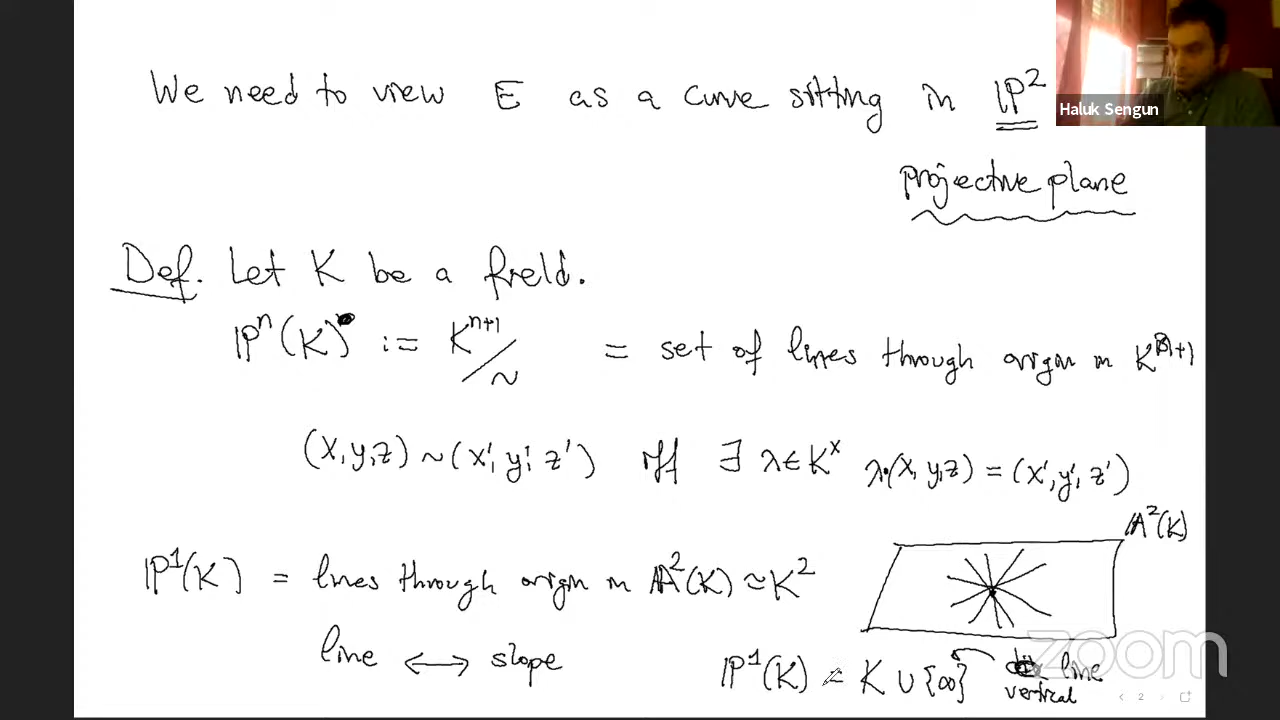 We need to view E as a curve sitting in ℙ²
Haluk Sengun
projective plane
Def. Let K be a field.
ℙⁿ(K) := Kⁿ⁺¹/~ = set of lines through origin in Kⁿ⁺¹
(x,y,z) ~ (x',y',z') iff ∃ λ∈K^× λ·(x,y,z) = (x',y',z')
𝔸²(K)
ℙ¹(K) = lines through origin in 𝔸²(K) ≃ K²
line ↔ slope
ℙ¹(K) = K ∪ {∞} line
vertical
zoom
2